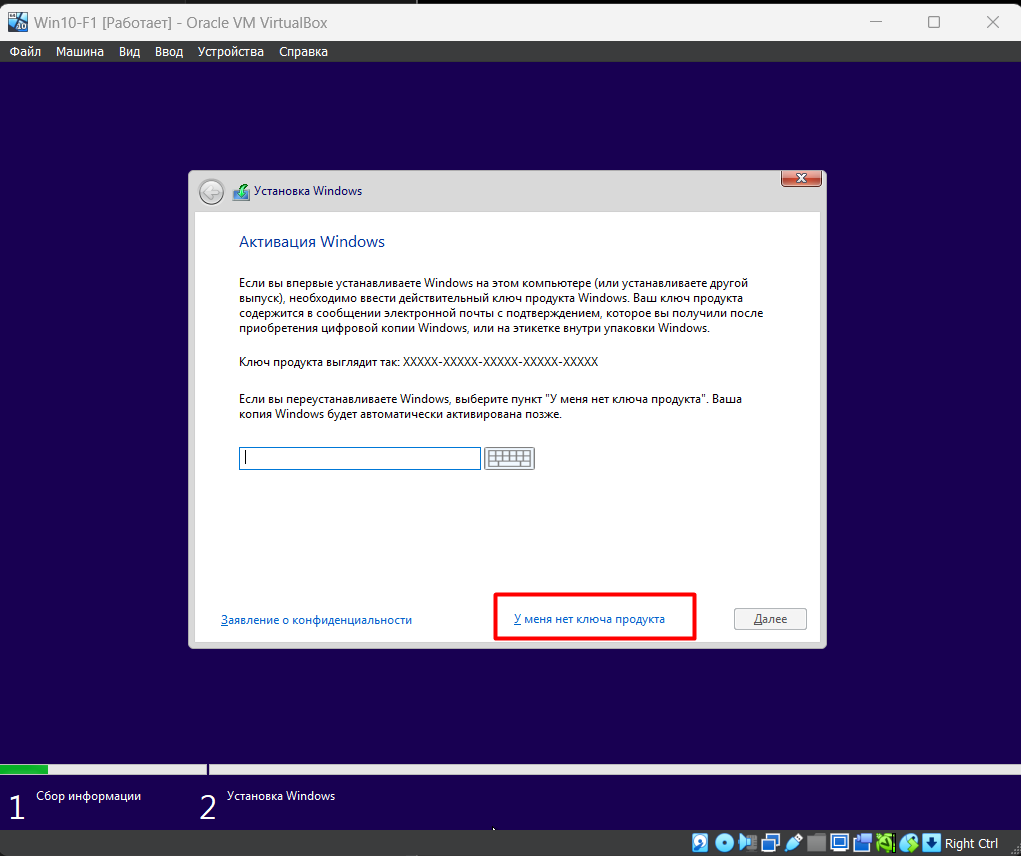 Win10-F1 [Работает] - Oracle VM VirtualBox
Файл Машина Вид Ввод Устройства Справка
Установка Windows
Активация Windows
Если вы впервые устанавливаете Windows на этом компьютере (или устанавливаете другой
выпуск), необходимо ввести действительный ключ продукта Windows. Ваш ключ продукта
содержится в сообщении электронной почты с подтверждением, которое вы получили после
приобретения цифровой копии Windows, или на этикетке внутри упаковки Windows.
Ключ продукта выглядит так: XXXXX-XXXXX-XXXXX-XXXXX-XXXXX
Если вы переустанавливаете Windows, выберите пункт "У меня нет ключа продукта". Ваша
копия Windows будет автоматически активирована позже.
Заявление о конфиденциальности У меня нет ключа продукта Далее
1 Сбор информации 2 Установка Windows
Right Ctrl